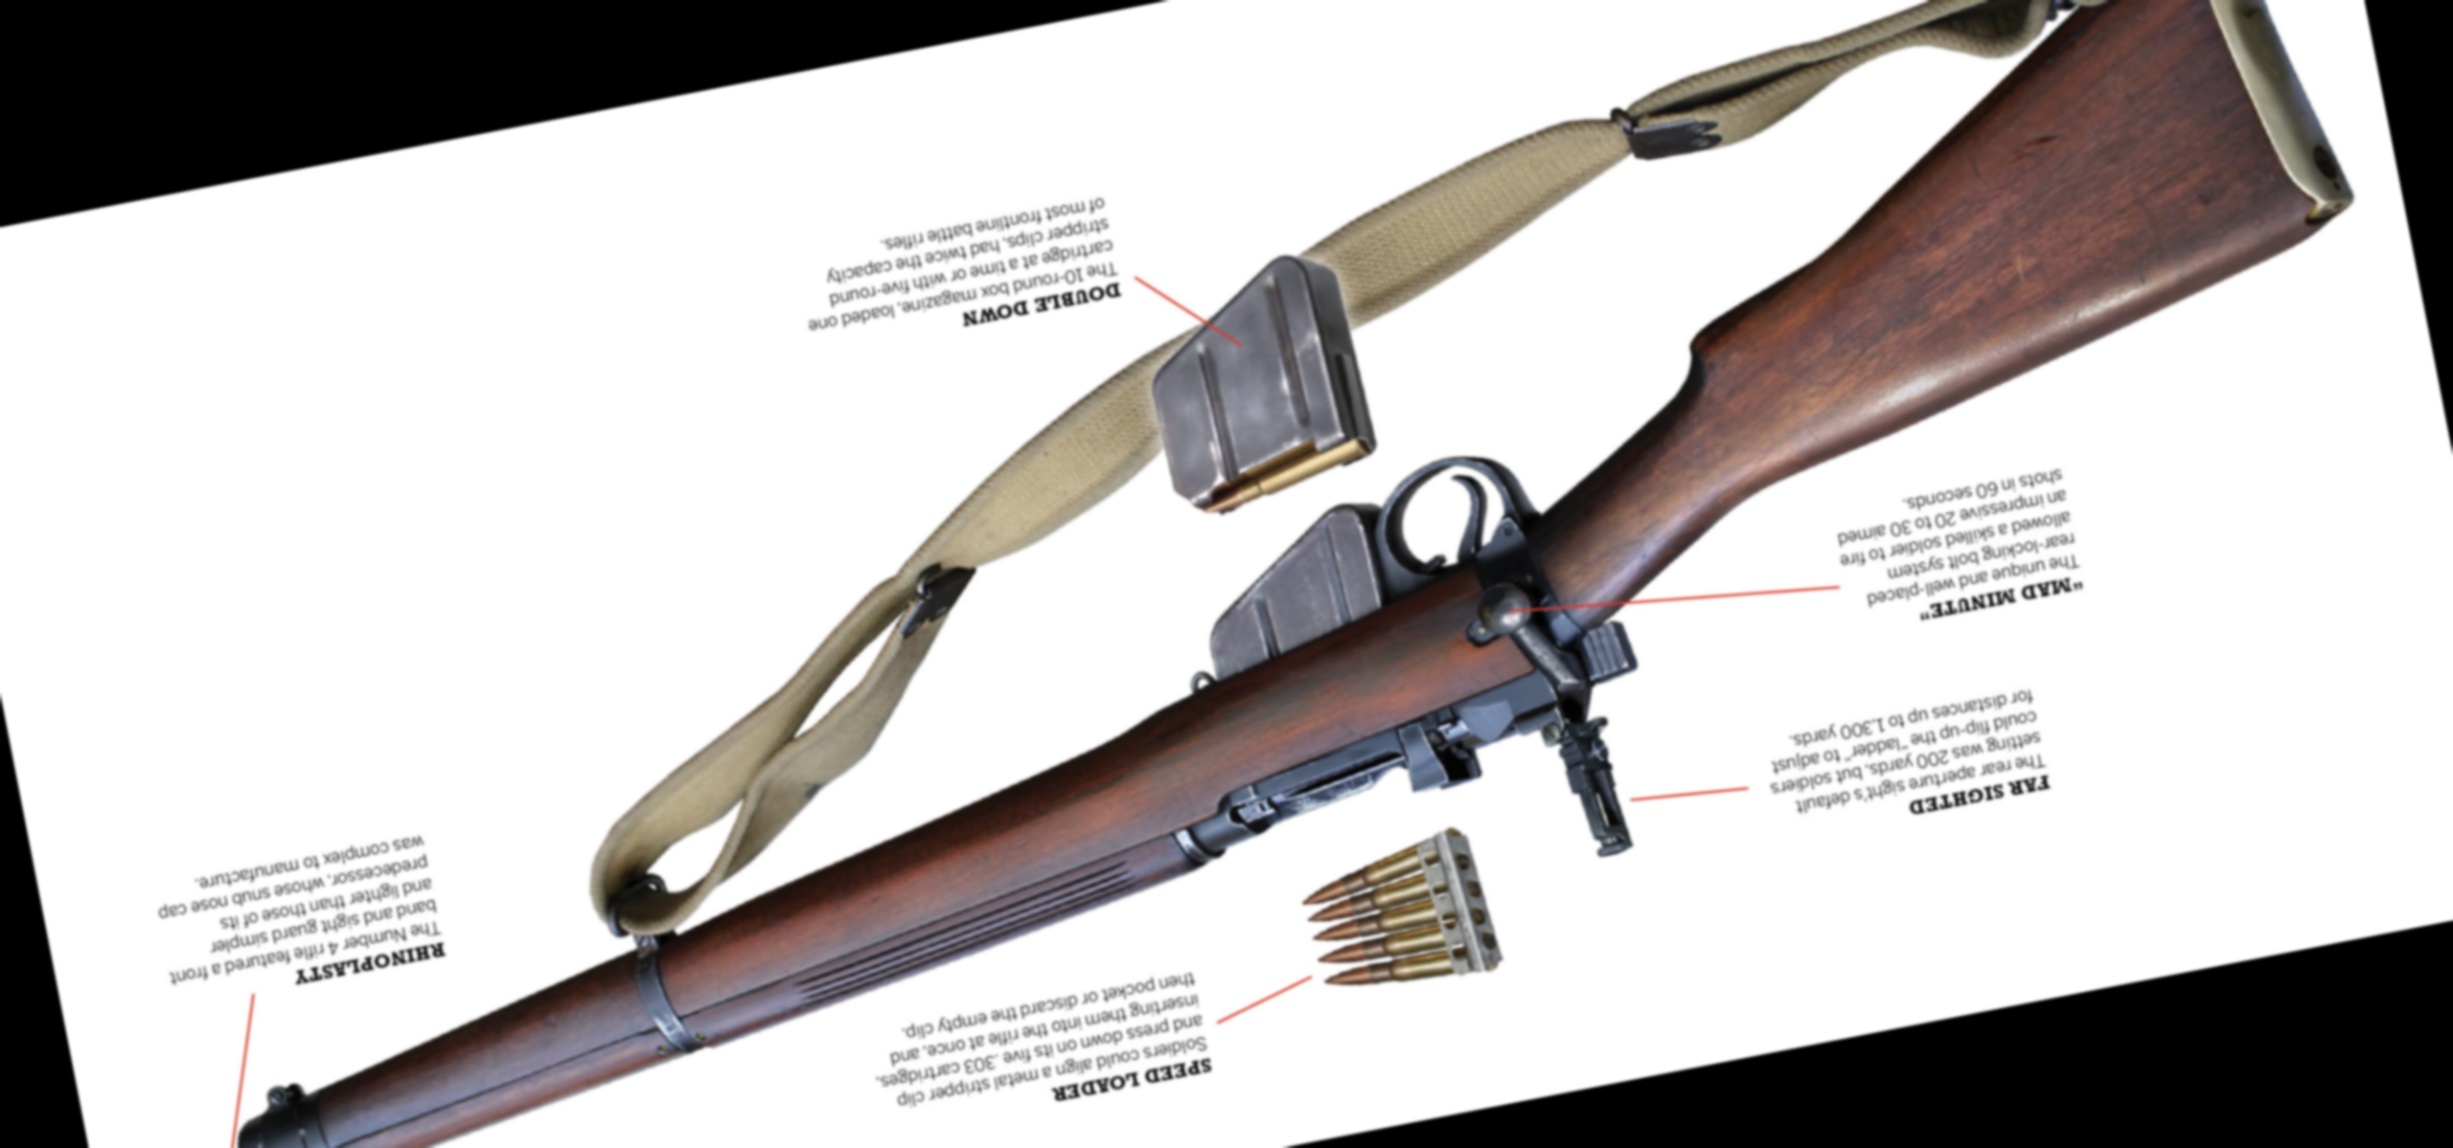 SPEED LOADER
Soldiers could align a metal stripper clip
and press down on its five .303 cartridges,
inserting them into the rifle at once, and
then pocket or discard the empty clip.
RHINOPLASTY
The Number 4 rifle featured a front
band and sight guard simpler
and lighter than those of its
predecessor, whose snub nose cap
was complex to manufacture.
FAR SIGHTED
The rear aperture sight's default
setting was 200 yards, but soldiers
could flip-up the "ladder" to adjust
for distances up to 1,300 yards.
"MAD MINUTE"
The unique and well-placed
rear-locking bolt system
allowed a skilled soldier to fire
an impressive 20 to 30 aimed
shots in 60 seconds.
DOUBLE DOWN
The 10-round box magazine, loaded one
cartridge at a time or with five-round
stripper clips, had twice the capacity
of most frontline battle rifles.